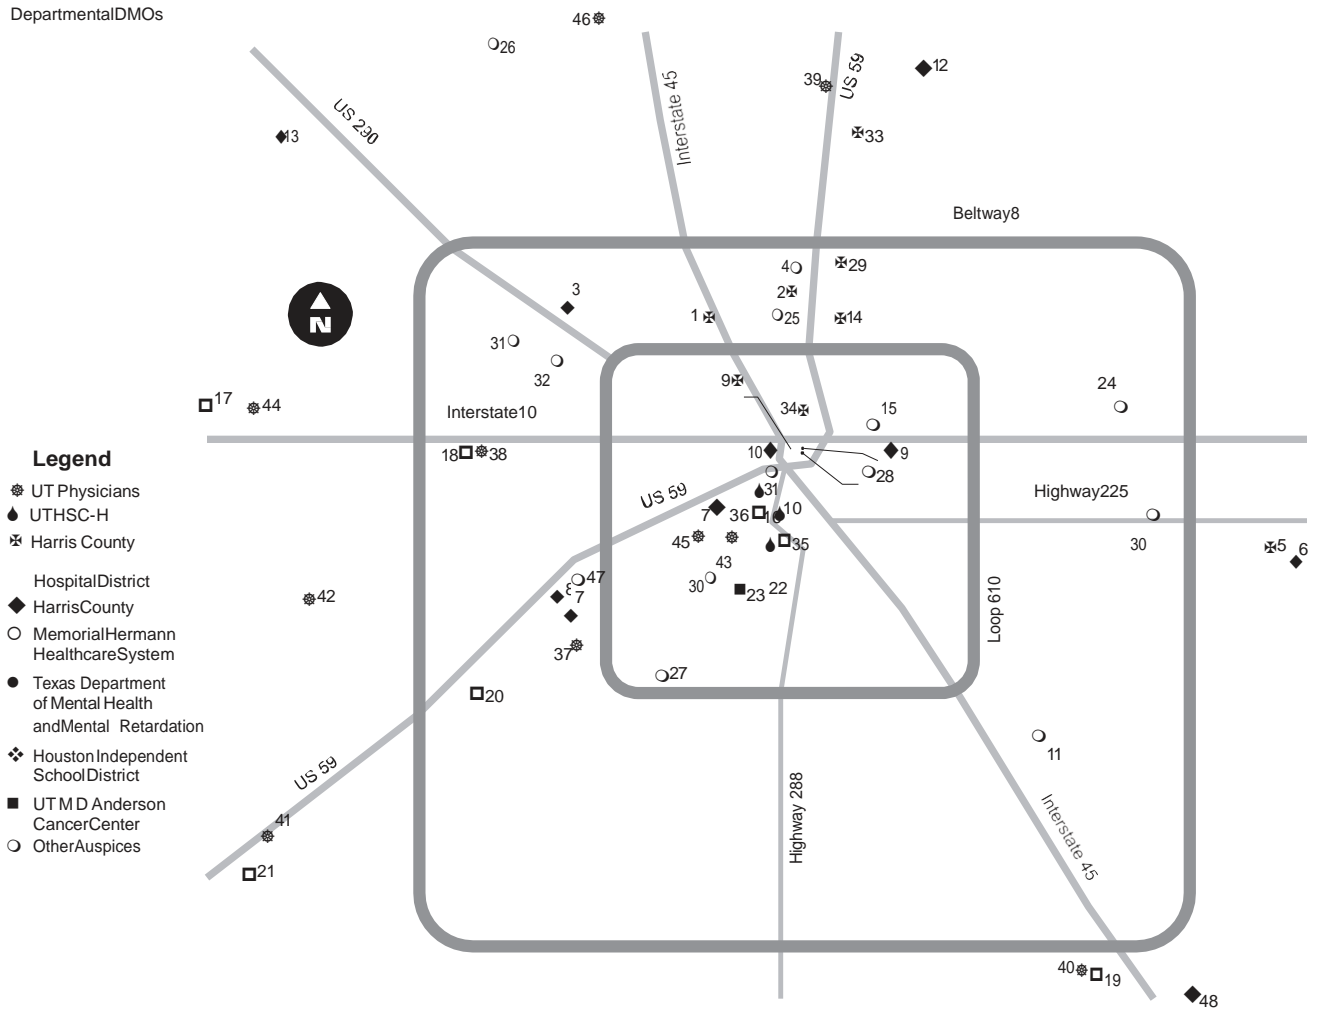 DepartmentalDMOs
46
26
US 290
Interstate 45
39
US 59
12
33
13
Beltway8
4
29
2
3
1
25
14
31
32
N
9
24
17
44
Interstate10
34
15
18
38
10
9
28
US 59
31
Highway225
7
36
10
30
45
35
5
6
43
30
23
22
47
7
42
37
Loop 610
27
20
11
US 59
Highway 288
Interstate 45
41
21
40
19
48
Legend
UT Physicians
UTHSC-H
Harris County
HospitalDistrict
HarrisCounty
MemorialHermann
HealthcareSystem
Texas Department
of Mental Health
andMental Retardation
Houston Independent
SchoolDistrict
UT M D Anderson
CancerCenter
OtherAuspices